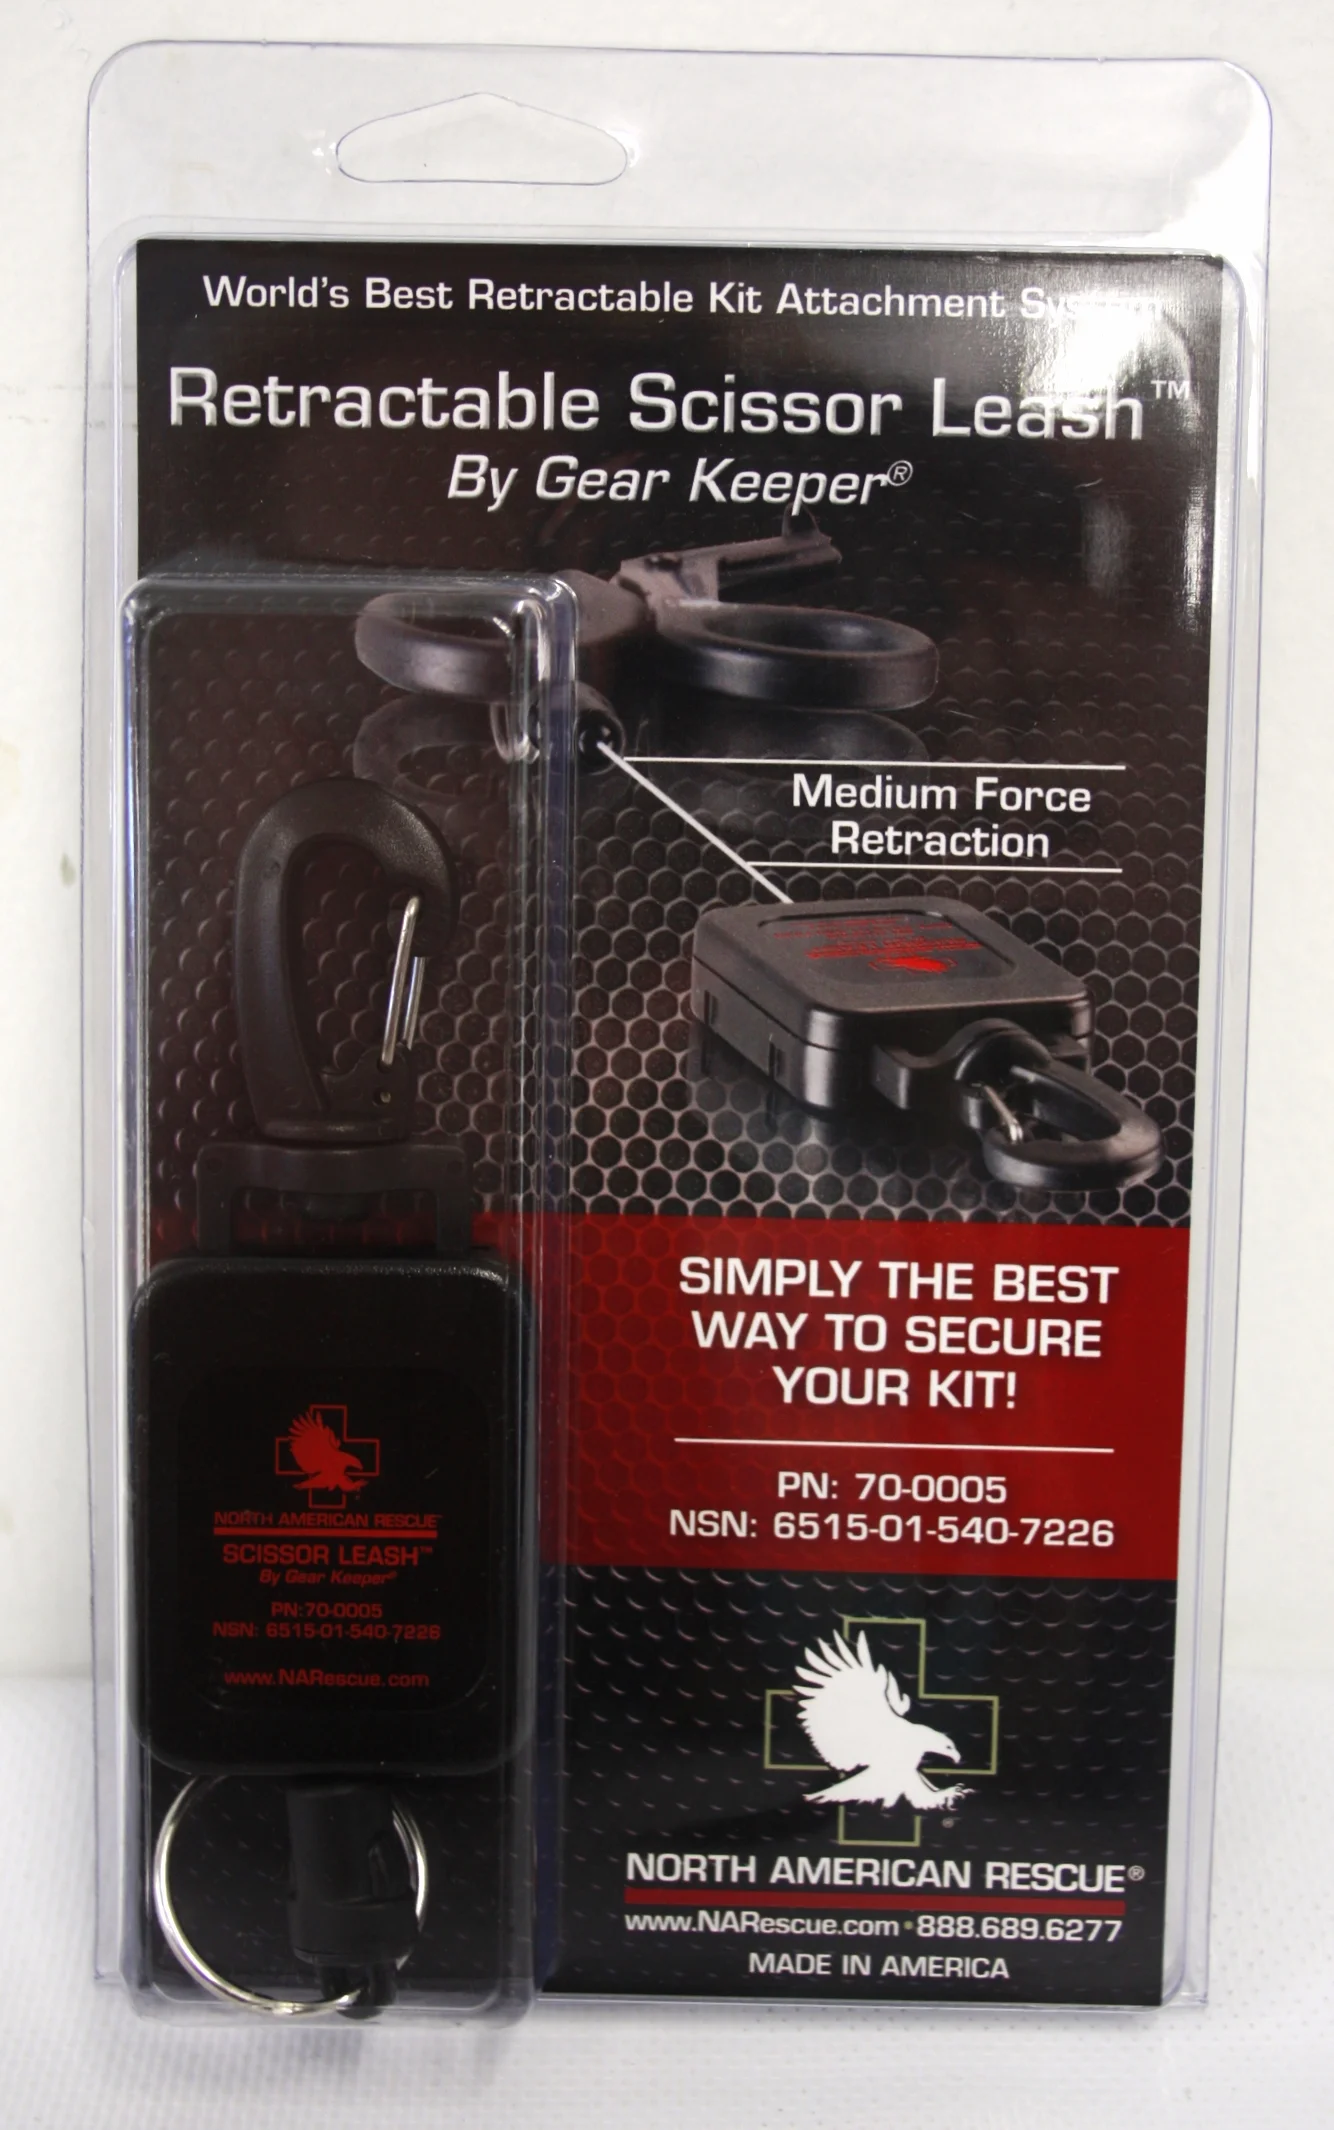 World's Best Retractable Kit Attachment System
Retractable Scissor Leash™
By Gear Keeper®
Medium Force
Retraction
SIMPLY THE BEST
WAY TO SECURE
YOUR KIT!
PN: 70-0005
NSN: 6515-01-540-7226
NORTH AMERICAN RESCUE™
SCISSOR LEASH™
By Gear Keeper®
PN:70-0005
NSN: 6515-01-540-7226
www.NARescue.com
NORTH AMERICAN RESCUE®
www.NARescue.com • 888.689.6277
MADE IN AMERICA